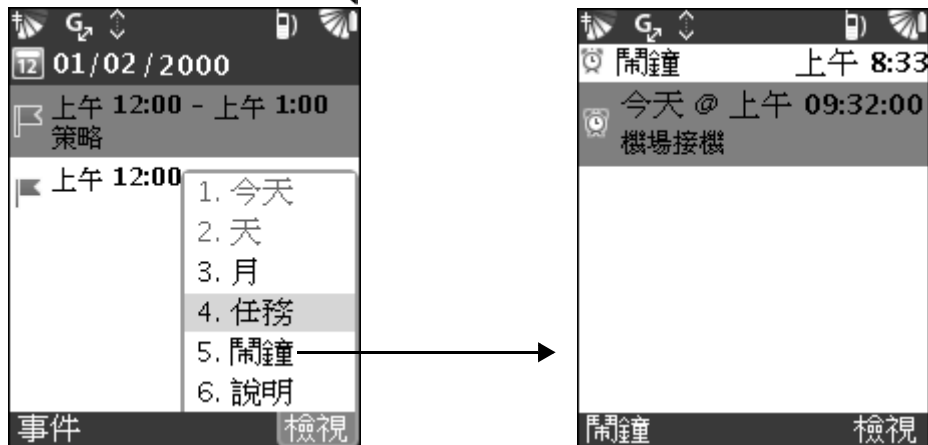 G
12 01/02/2000
上午 12:00 - 上午 1:00
策略
上午 12:00
1. 今天
2. 天
3. 月
4. 任務
5. 鬧鐘
6. 說明
事件 檢視
G
鬧鐘 上午 8:33
今天 @ 上午 09:32:00
機場接機
鬧鐘 檢視